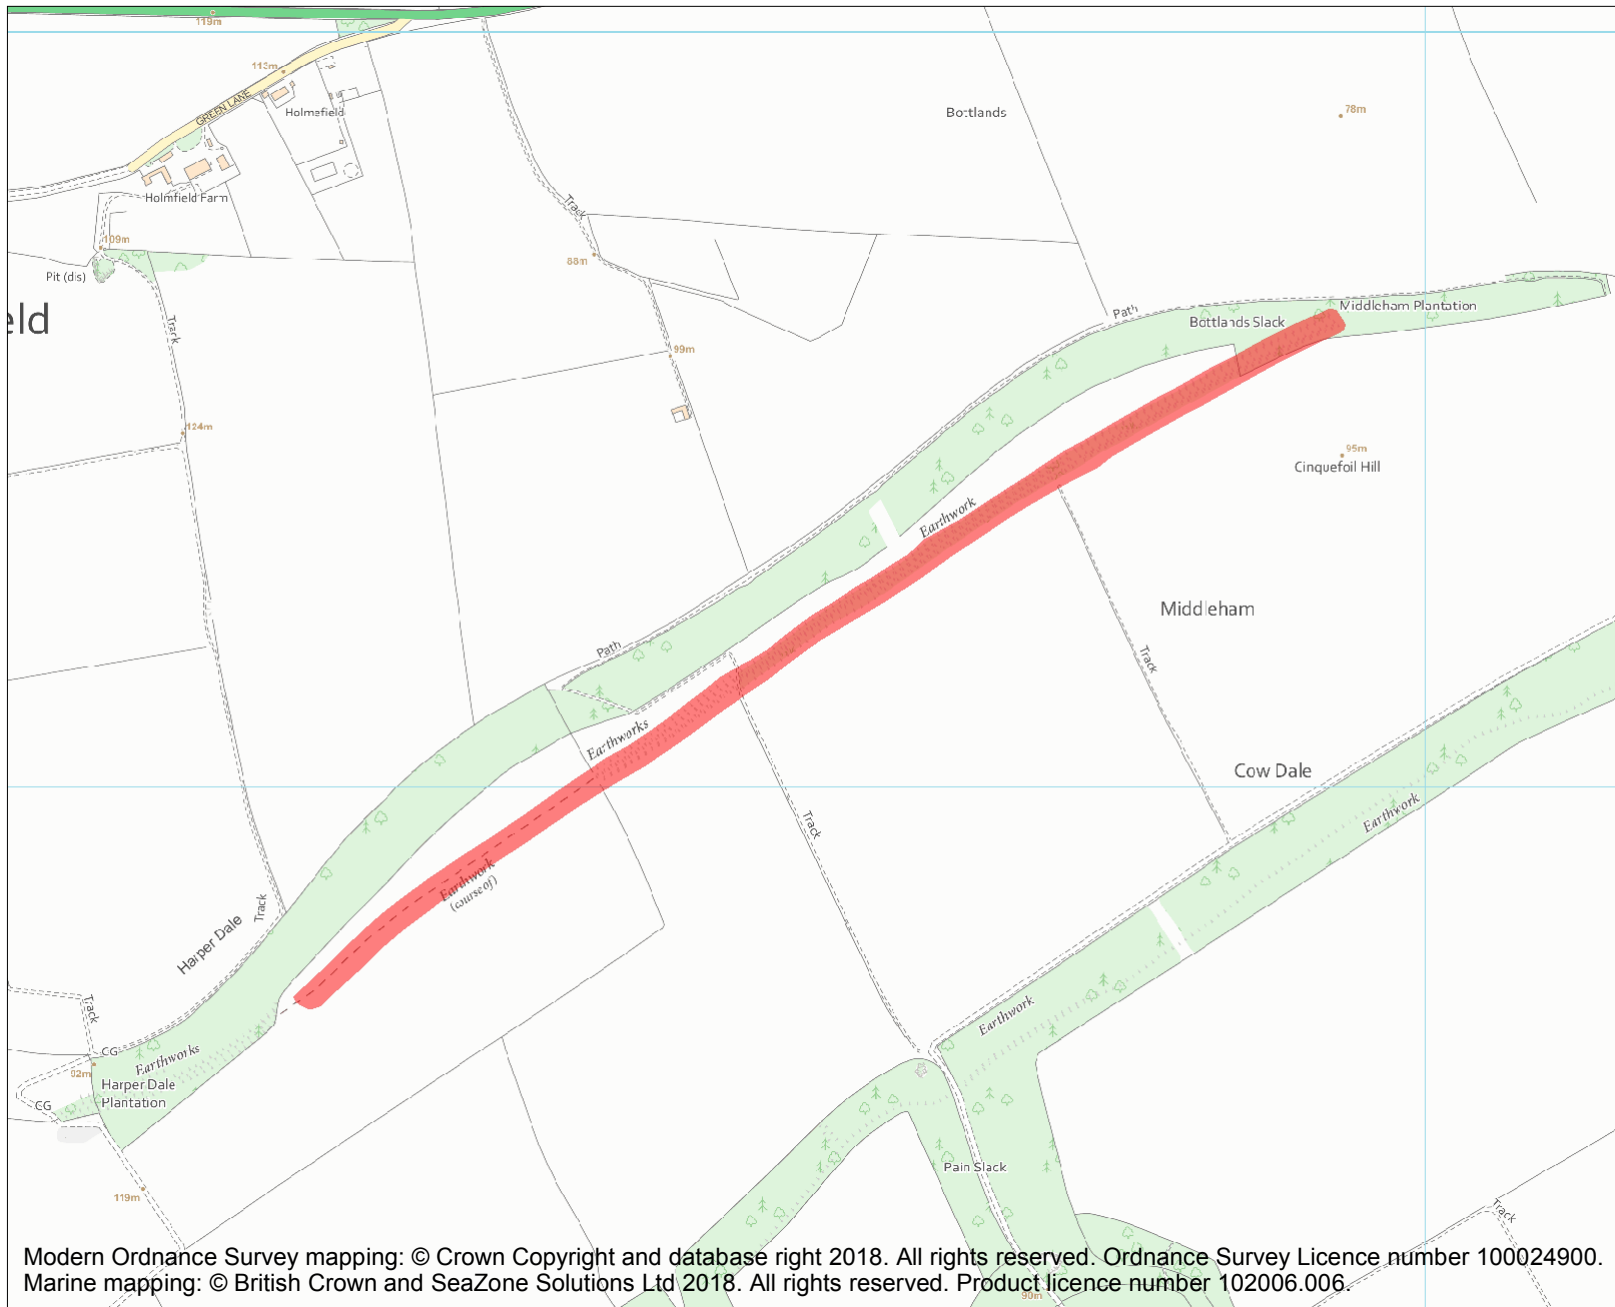 119m
113m
GREEN LANE
Holmefield
Bottlands
78m
Holmfield Farm
Track
109m
88m
Pit (dis)
eld
Track
Path
Middleham Plantation
Bottlands Slack
99m
124m
95m
Cinquefoil Hill
Earthwork
Middleham
Path
Track
Earthworks
Cow Dale
Earthwork
Track
Earthwork
(course of)
Track
Harper Dale
Track
Earthwork
CG
Earthworks
Harper Dale
Plantation
CG
Pain Slack
119m
Track
90m
Modern Ordnance Survey mapping: © Crown Copyright and database right 2018. All rights reserved. Ordnance Survey Licence number 100024900.
Marine mapping: © British Crown and SeaZone Solutions Ltd 2018. All rights reserved. Product licence number 102006.006.